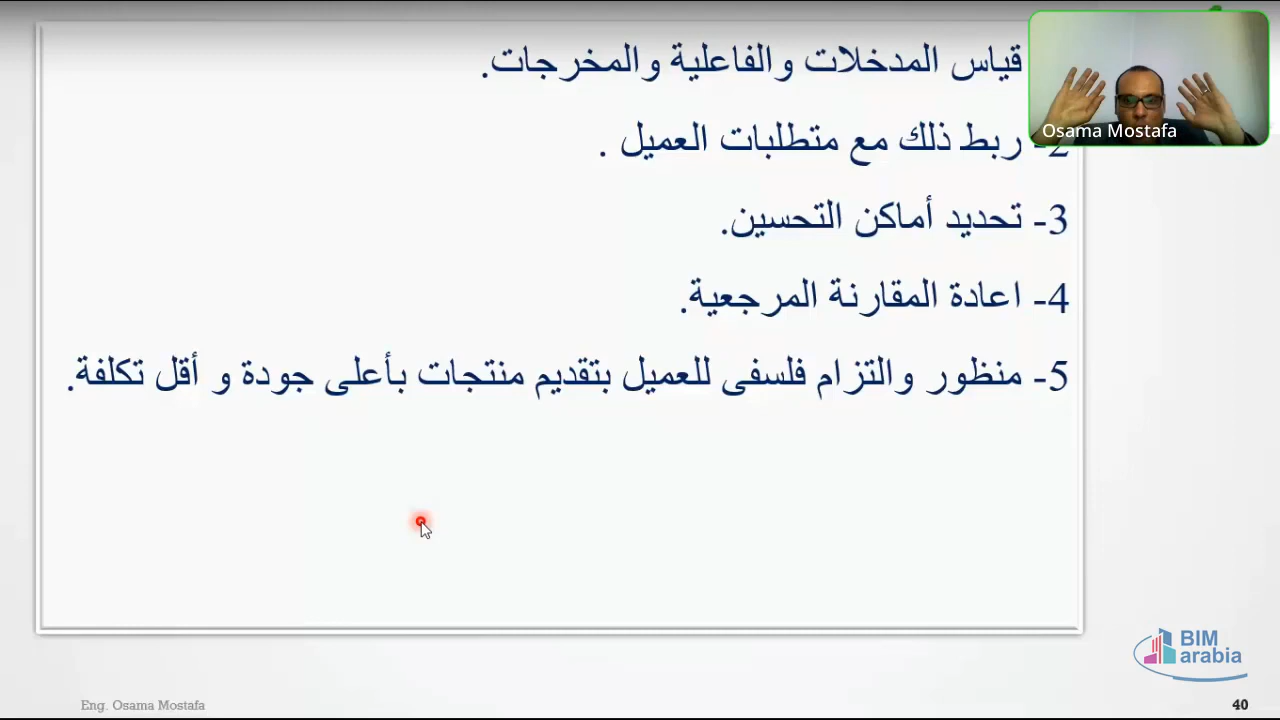 قياس المدخلات والفاعلية والمخرجات.
Osama Mostafa
2- ربط ذلك مع متطلبات العميل .
3- تحديد أماكن التحسين.
4- اعادة المقارنة المرجعية.
5- منظور والتزام فلسفى للعميل بتقديم منتجات بأعلى جودة و أقل تكلفة.
BIM
arabia
Eng. Osama Mostafa
40